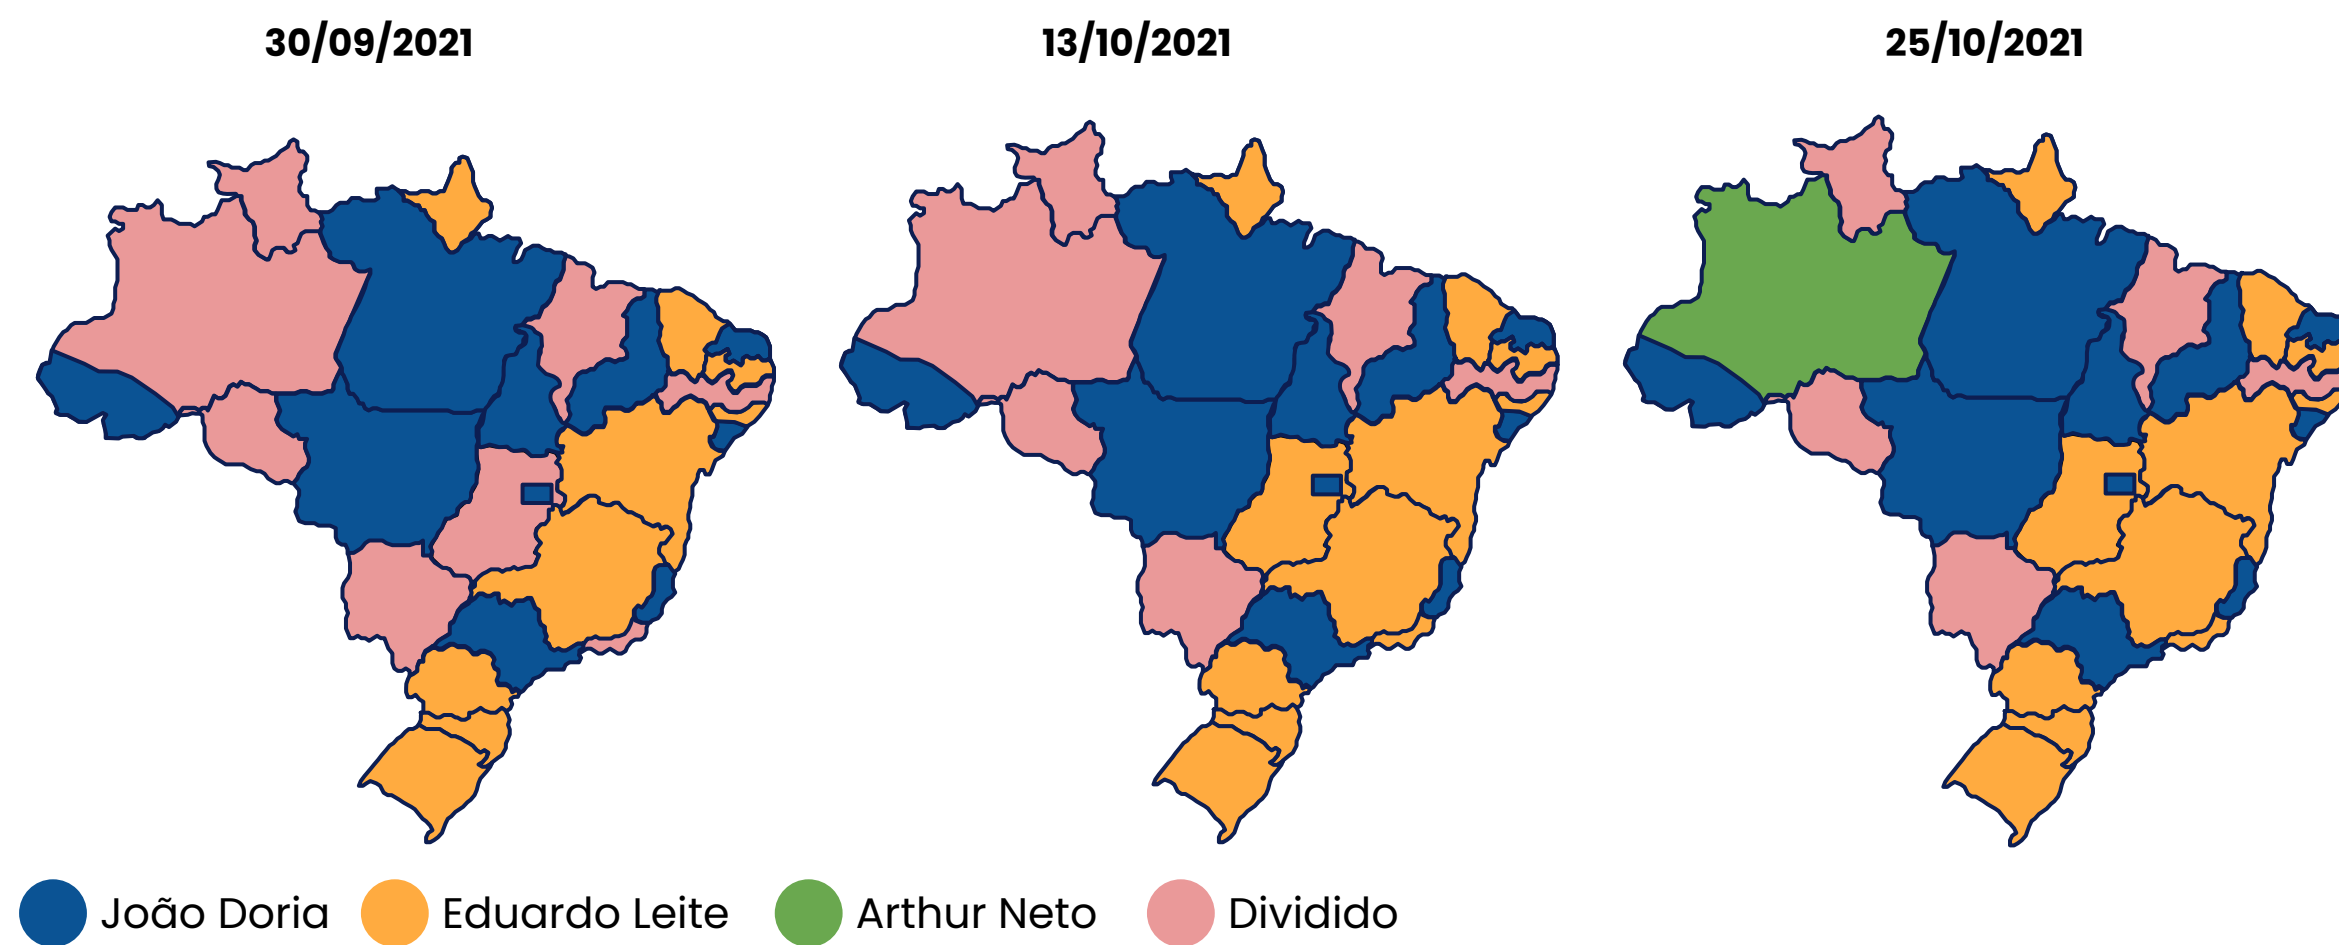 30/09/2021
13/10/2021
25/10/2021
João Doria
Eduardo Leite
Arthur Neto
Dividido